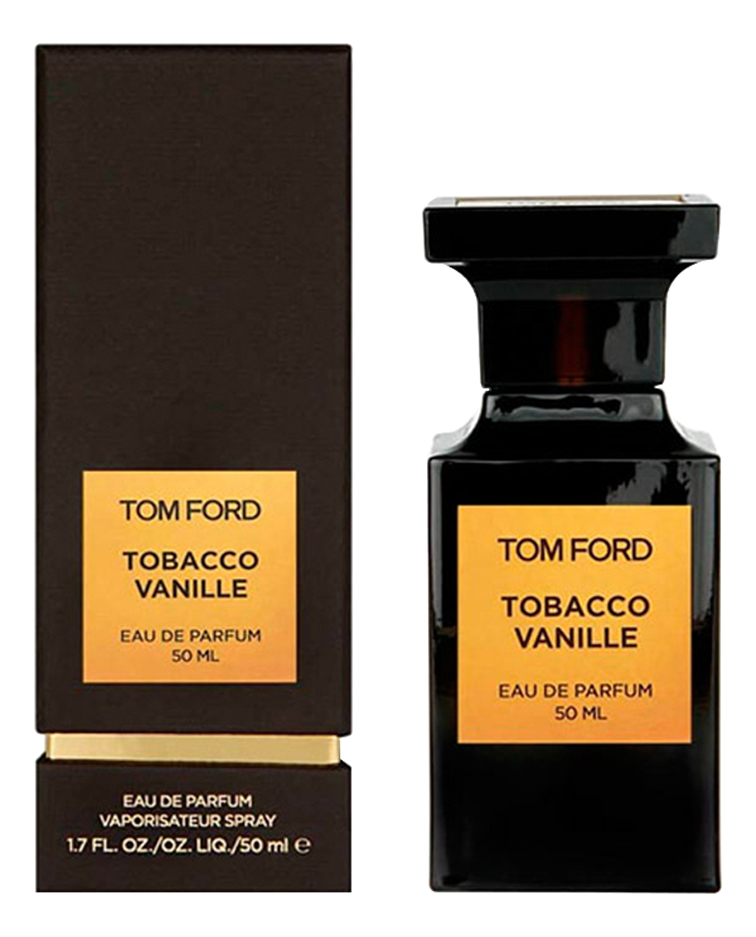 TOM FORD
TOBACCO
VANILLE
EAU DE PARFUM
50 ML
EAU DE PARFUM
VAPORISATEUR SPRAY
1.7 FL. OZ./OZ. LIQ./50 ml ℮
TOM FORD
TOBACCO
VANILLE
EAU DE PARFUM
50 ML